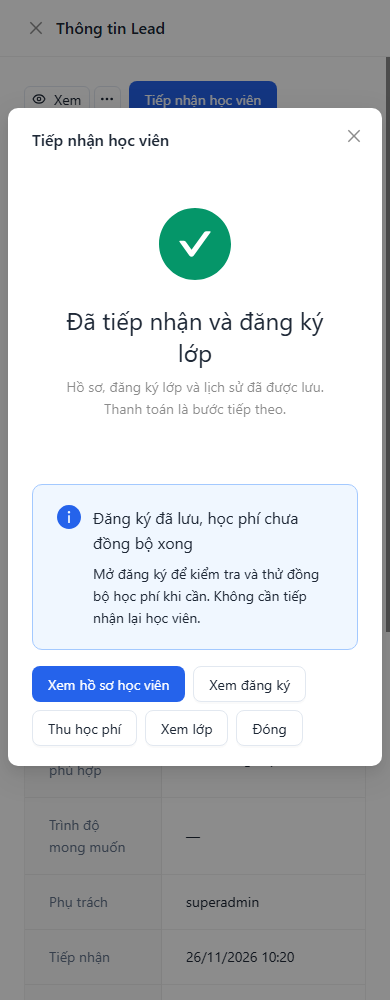 Thông tin Lead
Xem
Tiếp nhận học viên
Tiếp nhận học viên
Đã tiếp nhận và đăng ký
lớp
Hồ sơ, đăng ký lớp và lịch sử đã được lưu.
Thanh toán là bước tiếp theo.
Đăng ký đã lưu, học phí chưa
đồng bộ xong
Mở đăng ký để kiểm tra và thử đồng
bộ học phí khi cần. Không cần tiếp
nhận lại học viên.
Xem hồ sơ học viên
Xem đăng ký
Thu học phí
Xem lớp
Đóng
phù hợp
Trình độ
mong muốn
—
Phụ trách
superadmin
Tiếp nhận
26/11/2026 10:20